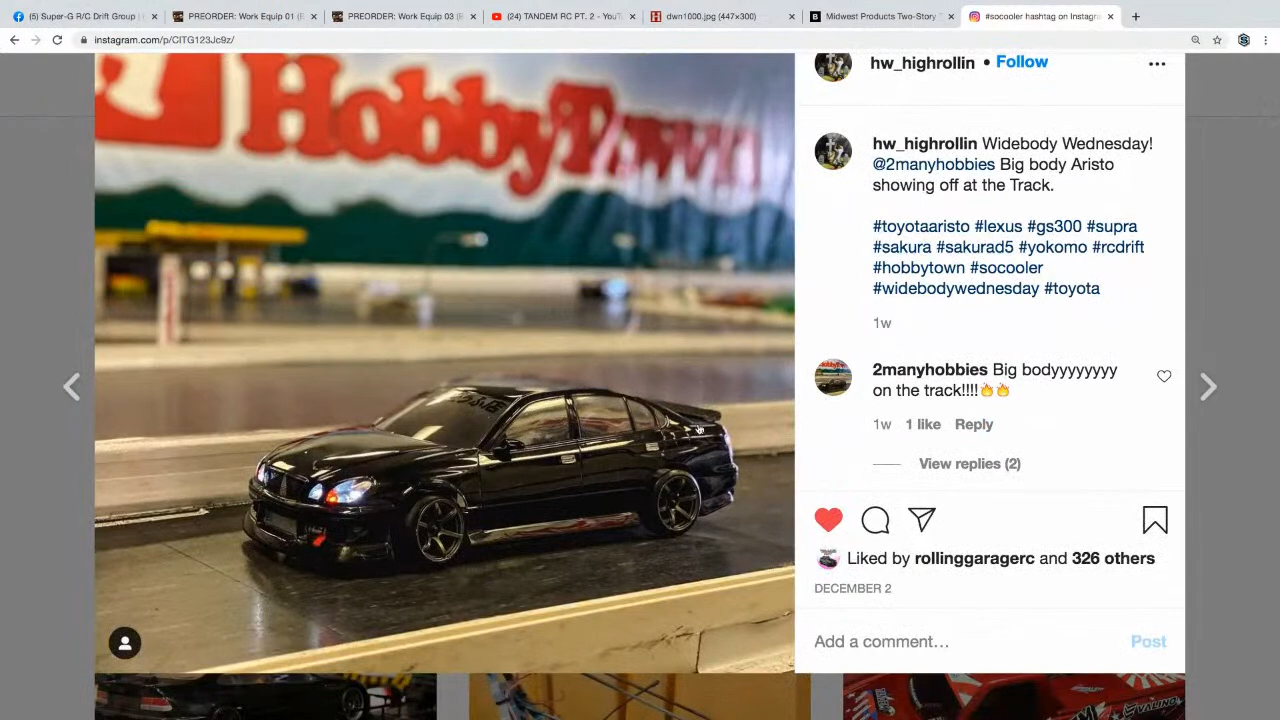 (5) Super-G R/C Drift Group |
PREORDER: Work Equip 01 (
PREORDER: Work Equip 03 (
(24) TANDEM RC PT. 2 - YouT
dwn1000.jpg (447×300)
Midwest Products Two-Story
#socooler hashtag on Instagra
instagram.com/p/CITG123Jc9z/
HobbyTown
hw_highrollin • Follow
hw_highrollin Widebody Wednesday!
@2manyhobbies Big body Aristo
showing off at the Track.
#toyotaaristo #lexus #gs300 #supra
#sakura #sakurad5 #yokomo #rcdrift
#hobbytown #socooler
#widebodywednesday #toyota
1w
2manyhobbies Big bodyyyyyyyy
on the track!!!!🔥🔥
1w 1 like Reply
View replies (2)
Liked by rollinggaragerc and 326 others
DECEMBER 2
Add a comment… Post
VALINO